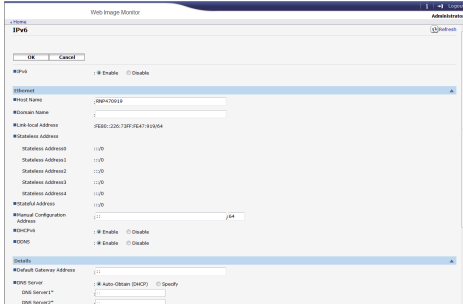 Web Image Monitor
Logout
Administrator
Home
IPv6
Refresh
OK Cancel
■IPv6 : Enable Disable
Ethernet
■Host Name : RNP470919
■Domain Name :
■Link-local Address :FE80::226:73FF:FE47:919/64
■Stateless Address
Stateless Address0 :::/0
Stateless Address1 :::/0
Stateless Address2 :::/0
Stateless Address3 :::/0
Stateless Address4 :::/0
■Stateful Address :::/0
■Manual Configuration Address : :: /64
■DHCPv6 : Enable Disable
■DDNS : Enable Disable
Details
■Default Gateway Address : ::
■DNS Server : Auto-Obtain (DHCP) Specify
DNS Server1* : ::
DNS Server2* : ::